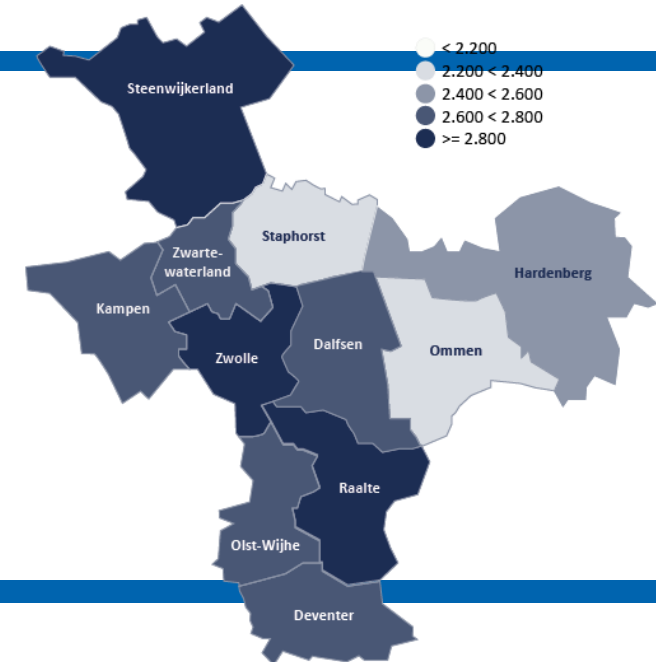 < 2.200
2.200 < 2.400
2.400 < 2.600
2.600 < 2.800
>= 2.800
Steenwijkerland
Staphorst
Zwarte-
waterland
Hardenberg
Kampen
Dalfsen
Ommen
Zwolle
Raalte
Olst-Wijhe
Deventer